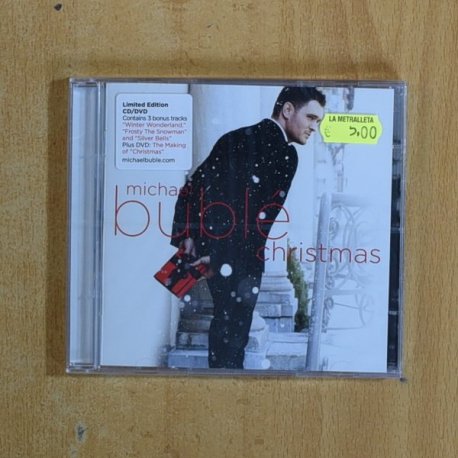 Limited Edition
CD/DVD
Contains 3 bonus tracks
"Winter Wonderland,"
"Frosty The Snowman"
and "Silver Bells"
Plus DVD: The Making
of "Christmas"
michaelbuble.com
LA METRALLETA
€ 5,00
michael
bublé
christmas